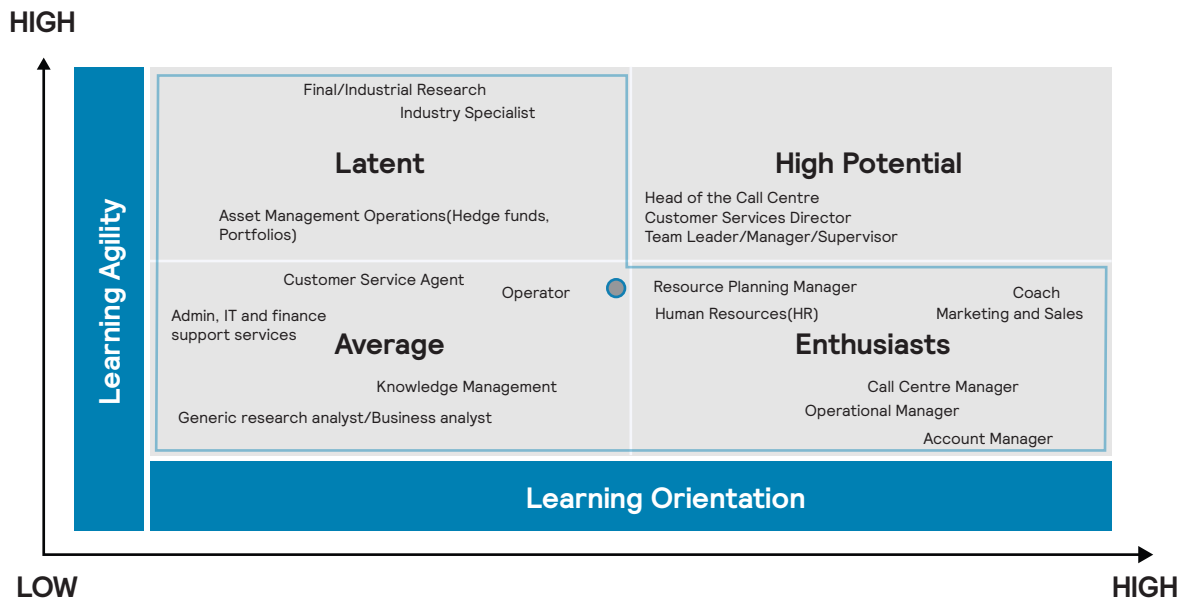 HIGH
Learning Agility
Final/Industrial Research
Industry Specialist
Latent
Asset Management Operations(Hedge funds,
Portfolios)
High Potential
Head of the Call Centre
Customer Services Director
Team Leader/Manager/Supervisor
Customer Service Agent
Operator
Admin, IT and finance
support services
Average
Knowledge Management
Generic research analyst/Business analyst
Resource Planning Manager
Coach
Human Resources(HR)
Marketing and Sales
Enthusiasts
Call Centre Manager
Operational Manager
Account Manager
Learning Orientation
LOW
HIGH